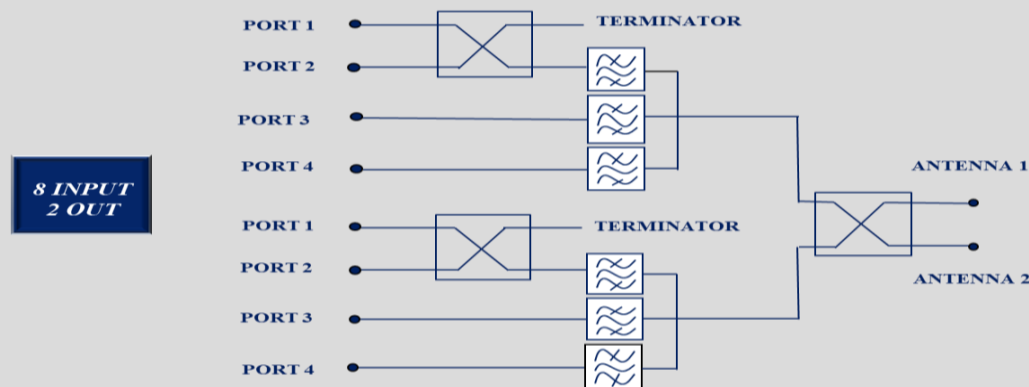 PORT 1
TERMINATOR
PORT 2
PORT 3
PORT 4
ANTENNA 1
8 INPUT
2 OUT
PORT 1
TERMINATOR
PORT 2
ANTENNA 2
PORT 3
PORT 4